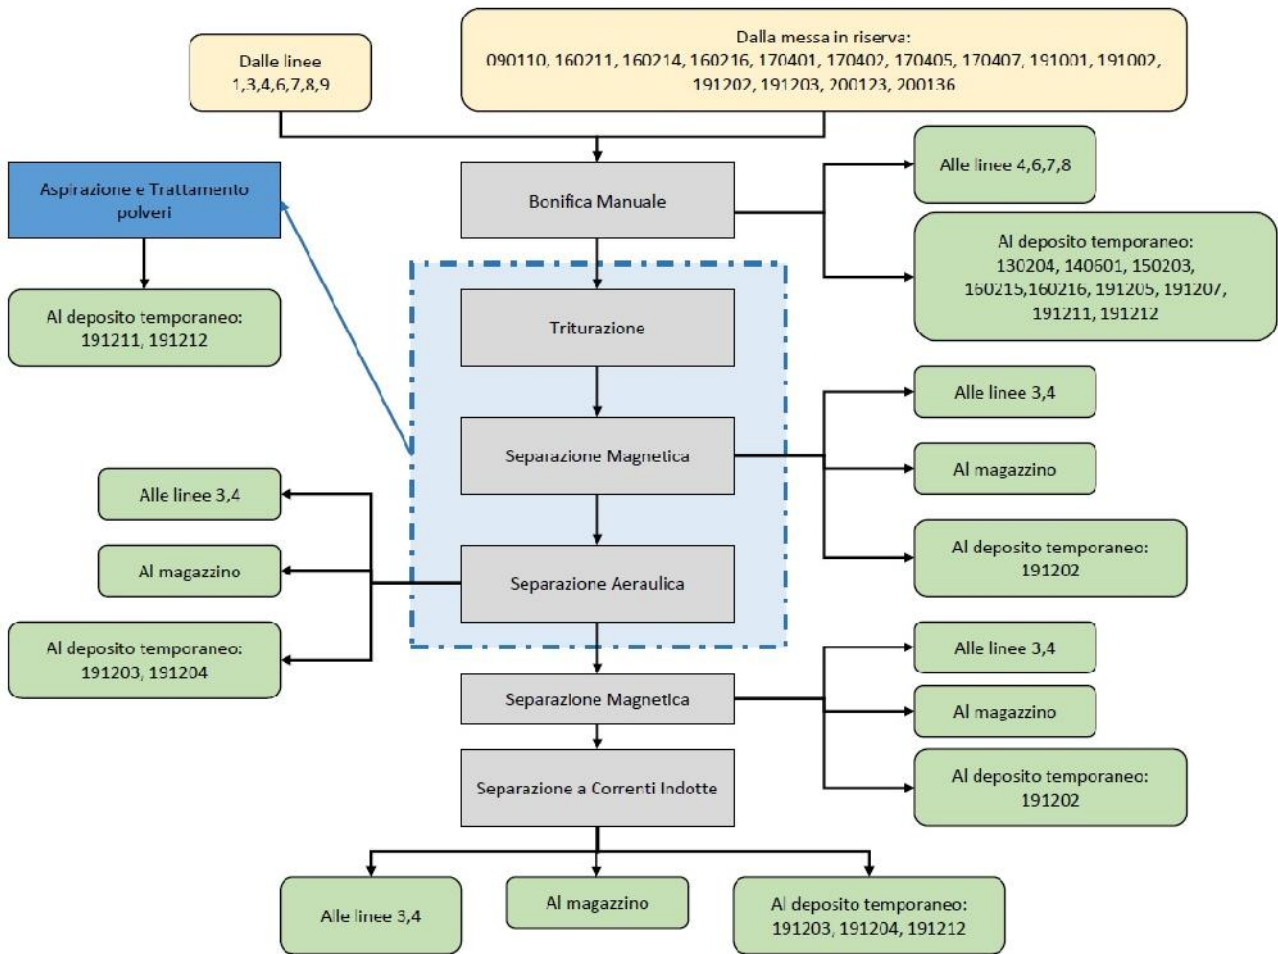 Dalle linee
1,3,4,6,7,8,9
Dalla messa in riserva:
090110, 160211, 160214, 160216, 170401, 170402, 170405, 170407, 191001, 191002,
191202, 191203, 200123, 200136
Aspirazione e Trattamento
polveri
Bonifica Manuale
Alle linee 4,6,7,8
Al deposito temporaneo:
130204, 140601, 150203,
160215,160216, 191205, 191207,
191211, 191212
Al deposito temporaneo:
191211, 191212
Triturazione
Alle linee 3,4
Separazione Magnetica
Al magazzino
Al deposito temporaneo:
191202
Alle linee 3,4
Al magazzino
Separazione Aeraulica
Al deposito temporaneo:
191203, 191204
Alle linee 3,4
Separazione Magnetica
Al magazzino
Al deposito temporaneo:
191202
Separazione a Correnti Indotte
Alle linee 3,4
Al magazzino
Al deposito temporaneo:
191203, 191204, 191212